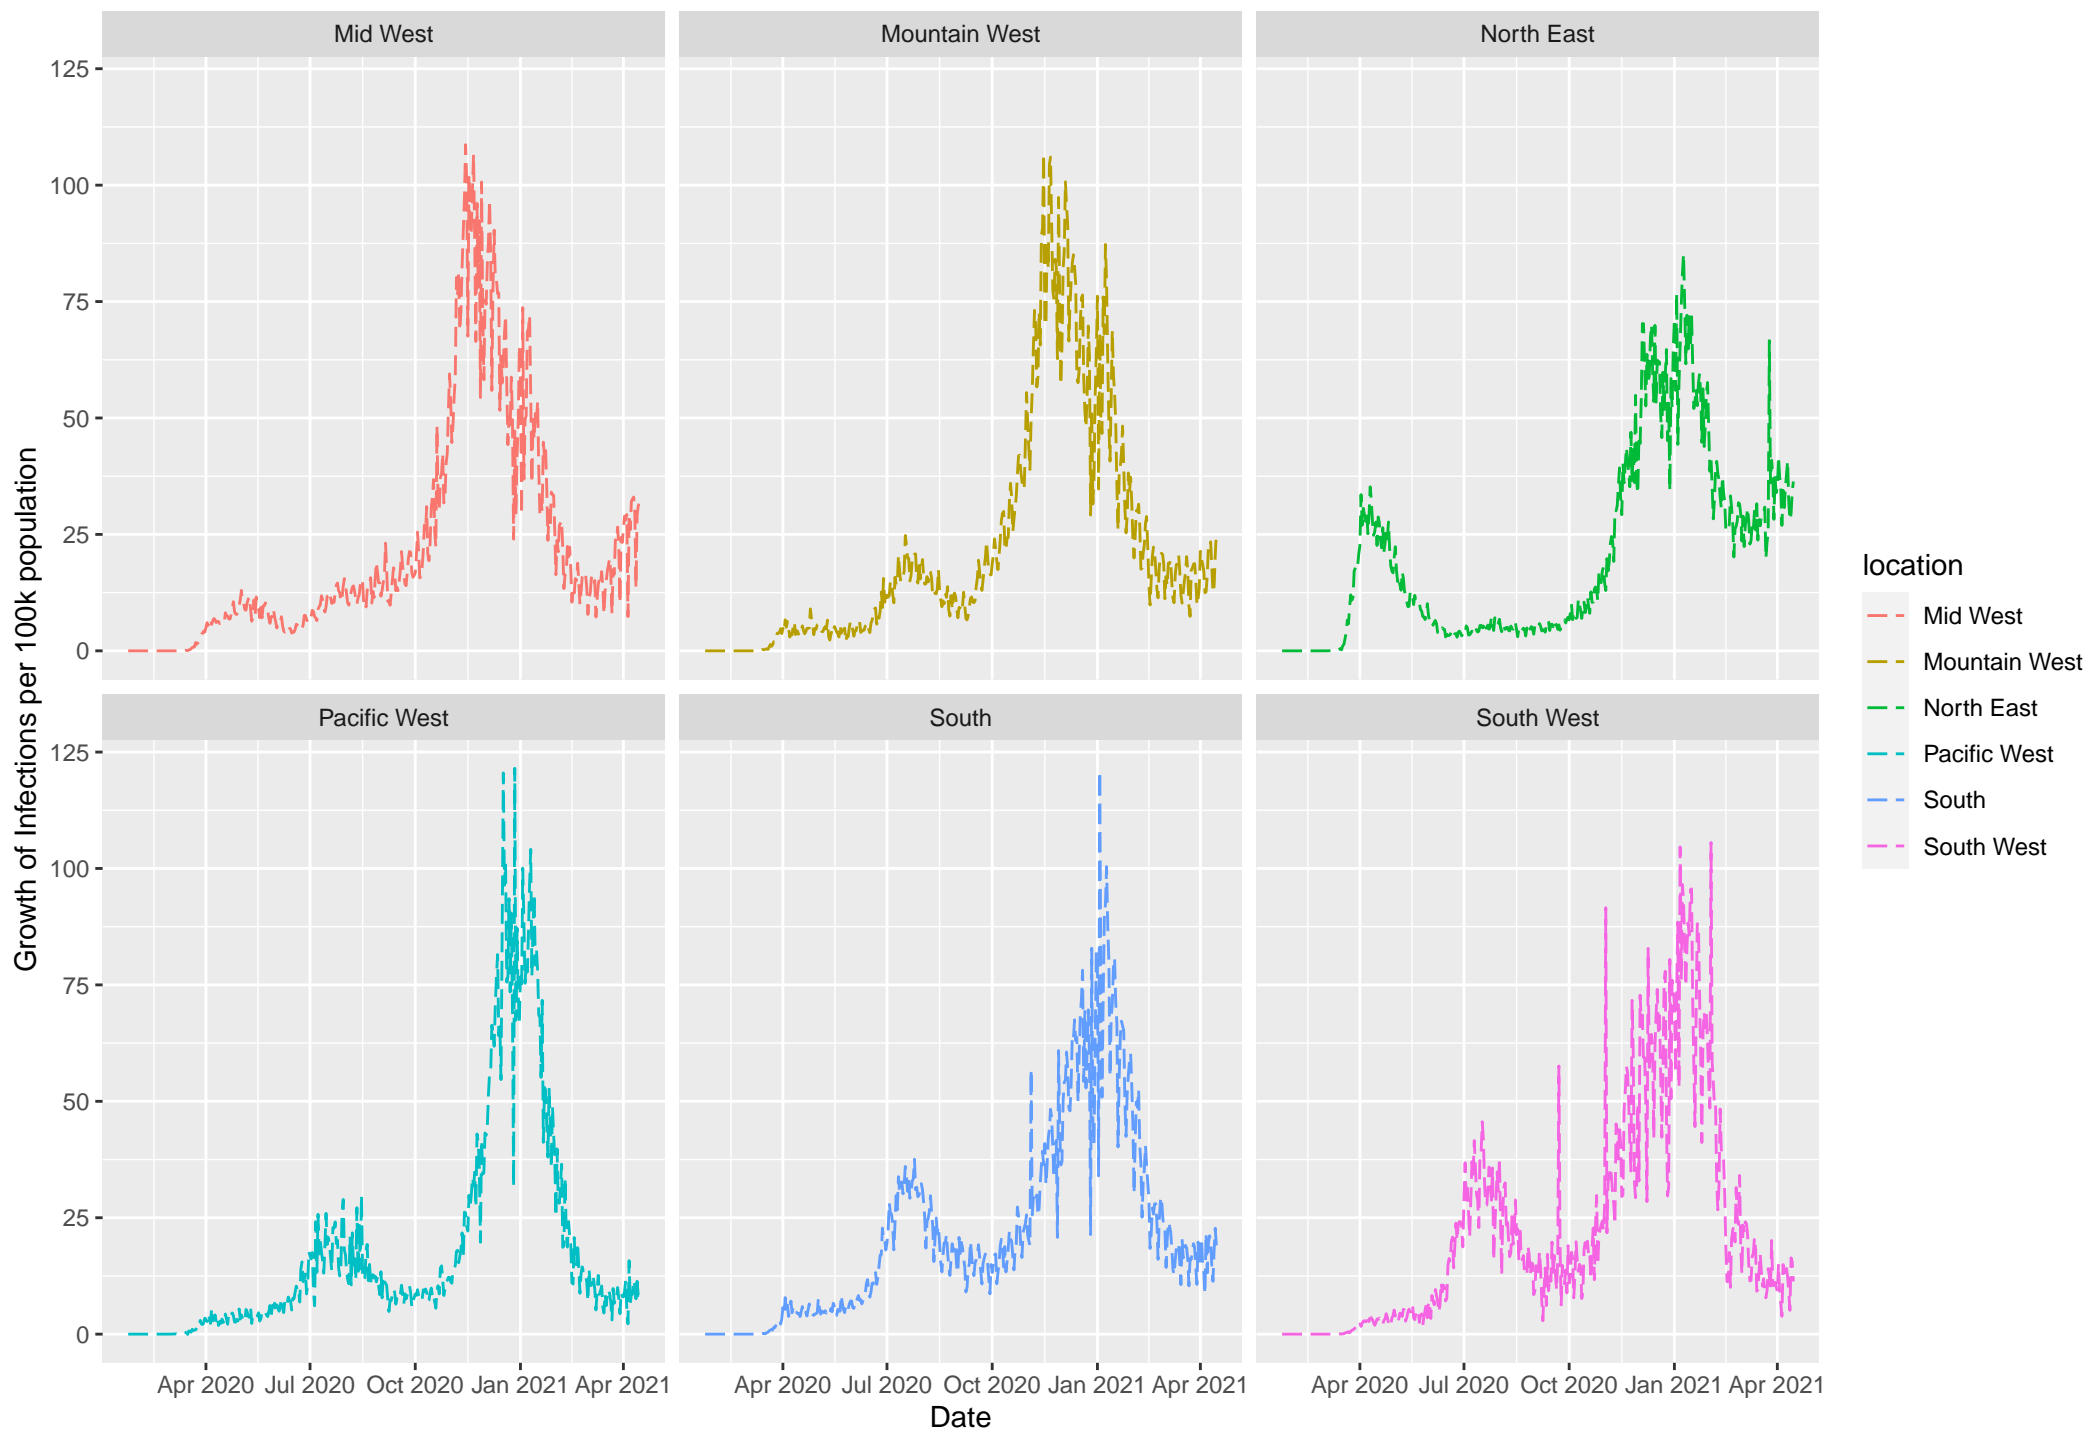 Mid West
Mountain West
North East
125
100
75
50
25
0
Pacific West
South
South West
125
100
75
50
25
0
Growth of Infections per 100k population
Apr 2020 Jul 2020 Oct 2020 Jan 2021 Apr 2021
Apr 2020 Jul 2020 Oct 2020 Jan 2021 Apr 2021
Apr 2020 Jul 2020 Oct 2020 Jan 2021 Apr 2021
Date
location
Mid West
Mountain West
North East
Pacific West
South
South West